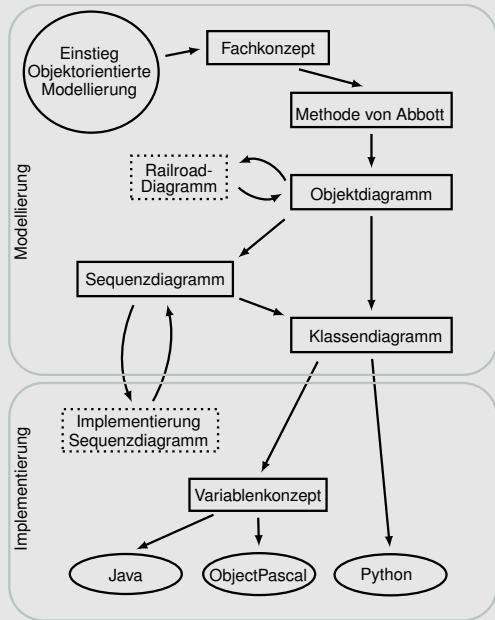 Einstieg
Objektorientierte
Modellierung
Fachkonzept
Methode von Abbott
Railroad-
Diagramm
Objektdiagramm
Modellierung
Sequenzdiagramm
Klassendiagramm
Implementierung
Sequenzdiagramm
Implementierung
Variablenkonzept
Java
ObjectPascal
Python